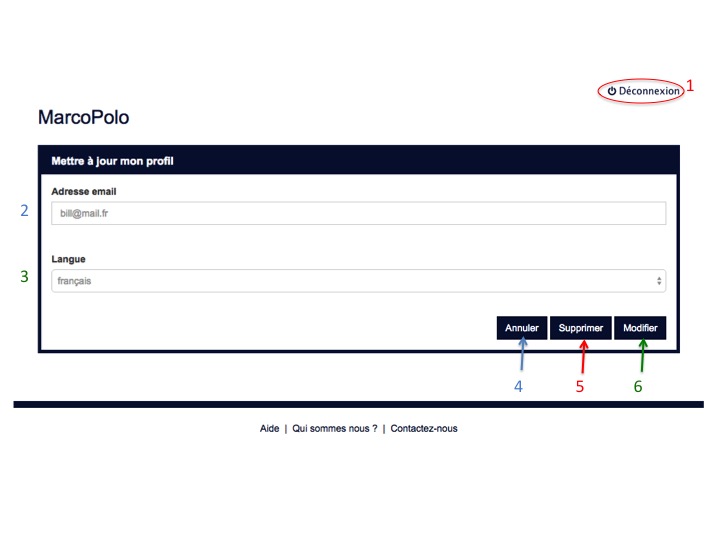 Déconnexion 1
MarcoPolo
Mettre à jour mon profil
Adresse email
2 bill@mail.fr
Langue
3 français
Annuler Supprimer Modifier
4 5 6
Aide | Qui sommes nous ? | Contactez-nous